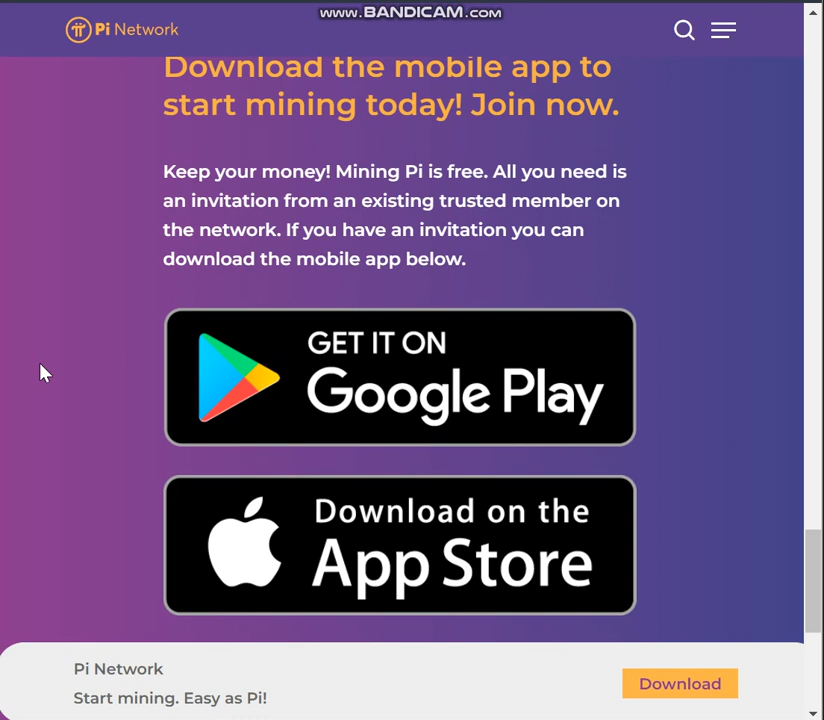 www.BANDICAM.com
Pi Network
Download the mobile app to
start mining today! Join now.
Keep your money! Mining Pi is free. All you need is
an invitation from an existing trusted member on
the network. If you have an invitation you can
download the mobile app below.
GET IT ON
Google Play
Download on the
App Store
Pi Network
Start mining. Easy as Pi!
Download